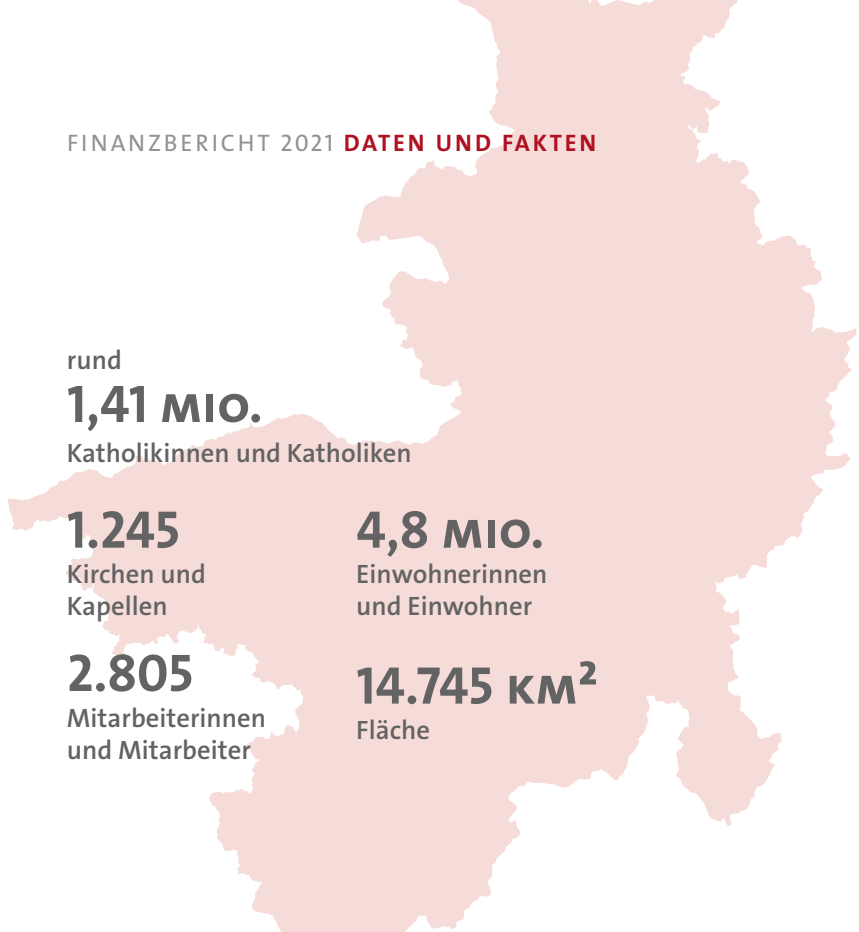 FINANZBERICHT 2021 DATEN UND FAKTEN
rund
1,41 MIO.
Katholikinnen und Katholiken
1.245
Kirchen und
Kapellen
4,8 MIO.
Einwohnerinnen
und Einwohner
2.805
Mitarbeiterinnen
und Mitarbeiter
14.745 KM²
Fläche